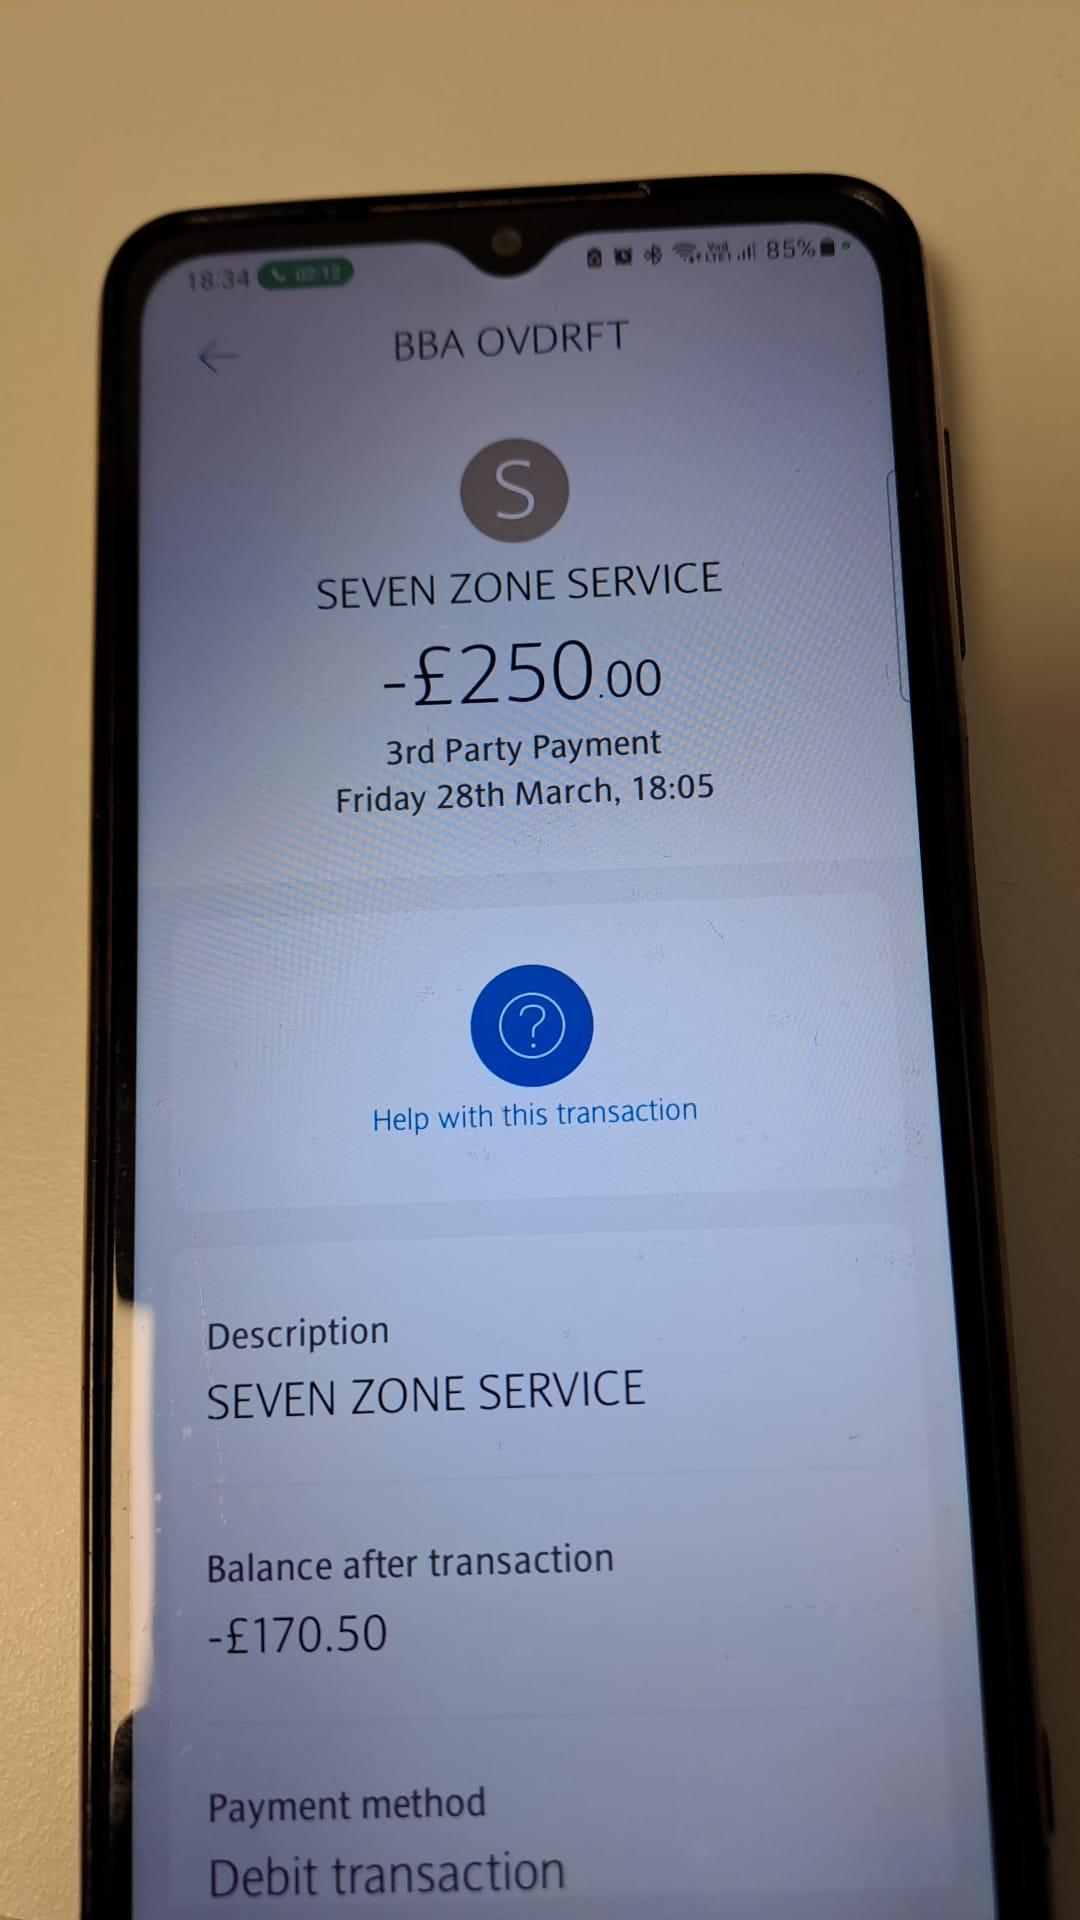 18:34 02:12 85%
BBA OVDRFT
S
SEVEN ZONE SERVICE
-£250.00
3rd Party Payment
Friday 28th March, 18:05
?
Help with this transaction
Description
SEVEN ZONE SERVICE
Balance after transaction
-£170.50
Payment method
Debit transaction